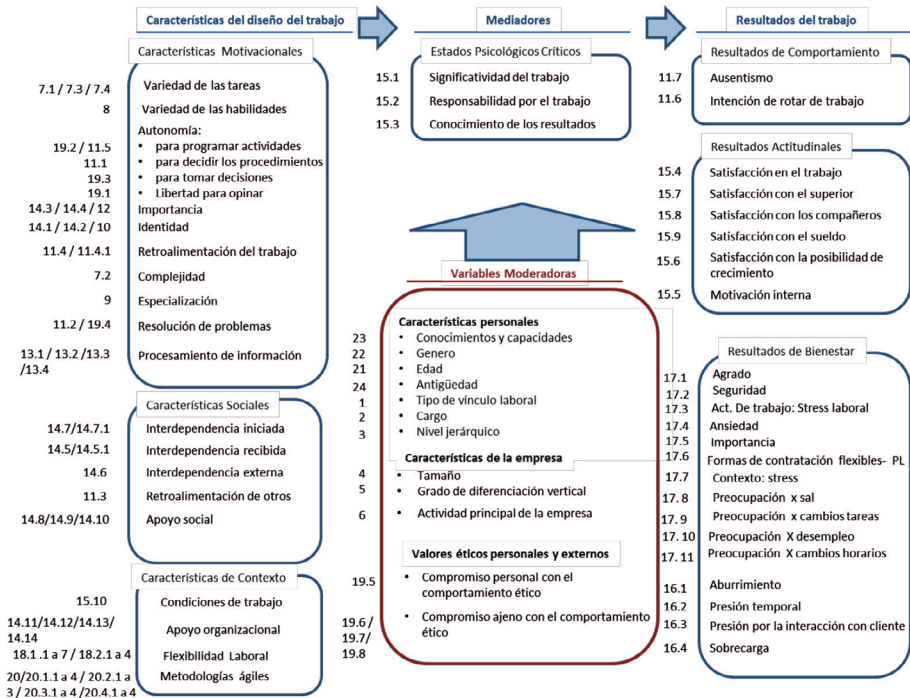 Características del diseño del trabajo
Características Motivacionales
7.1 / 7.3 / 7.4 Variedad de las tareas
8 Variedad de las habilidades
Autonomía:
19.2 / 11.5 • para programar actividades
11.1 • para decidir los procedimientos
19.3 • para tomar decisiones
19.1 • Libertad para opinar
14.3 / 14.4 / 12 Importancia
14.1 / 14.2 / 10 Identidad
11.4 / 11.4.1 Retroalimentación del trabajo
7.2 Complejidad
9 Especialización
11.2 / 19.4 Resolución de problemas
13.1 / 13.2 /13.3 Procesamiento de información
/13.4
Características Sociales
14.7/14.7.1 Interdependencia iniciada
14.5/14.5.1 Interdependencia recibida
14.6 Interdependencia externa
11.3 Retroalimentación de otros
14.8/14.9/14.10 Apoyo social
Características de Contexto
15.10 Condiciones de trabajo
14.11/14.12/14.13/ Apoyo organizacional
14.14
18.1 .1 a 7 / 18.2.1 a 4 Flexibilidad Laboral
20/20.1.1 a 4 / 20.2.1 a Metodologías ágiles
3 / 20.3.1 a 4 /20.4.1 a 4
Mediadores
Estados Psicológicos Críticos
15.1 Significatividad del trabajo
15.2 Responsabilidad por el trabajo
15.3 Conocimiento de los resultados
Variables Moderadoras
Características personales
23 • Conocimientos y capacidades
22 • Genero
21 • Edad
24 • Antigüedad
1 • Tipo de vínculo laboral
2 • Cargo
3 • Nivel jerárquico
Características de la empresa
4 • Tamaño
5 • Grado de diferenciación vertical
6 • Actividad principal de la empresa
Valores éticos personales y externos
19.5 • Compromiso personal con el
comportamiento ético
19.6 / • Compromiso ajeno con el comportamiento
19.7/ ético
19.8
Resultados del trabajo
Resultados de Comportamiento
11.7 Ausentismo
11.6 Intención de rotar de trabajo
Resultados Actitudinales
15.4 Satisfacción en el trabajo
15.7 Satisfacción con el superior
15.8 Satisfacción con los compañeros
15.9 Satisfacción con el sueldo
15.6 Satisfacción con la posibilidad de
crecimiento
15.5 Motivación interna
Resultados de Bienestar
17.1 Agrado
17.2 Seguridad
17.3 Act. De trabajo: Stress laboral
17.4 Ansiedad
17.5 Importancia
17.6 Formas de contratación flexibles- PL
17.7 Contexto: stress
17. 8 Preocupación x sal
17. 9 Preocupación x cambios tareas
17. 10 Preocupación X desempleo
17. 11 Preocupación X cambios horarios
16.1 Aburrimiento
16.2 Presión temporal
16.3 Presión por la interacción con cliente
16.4 Sobrecarga